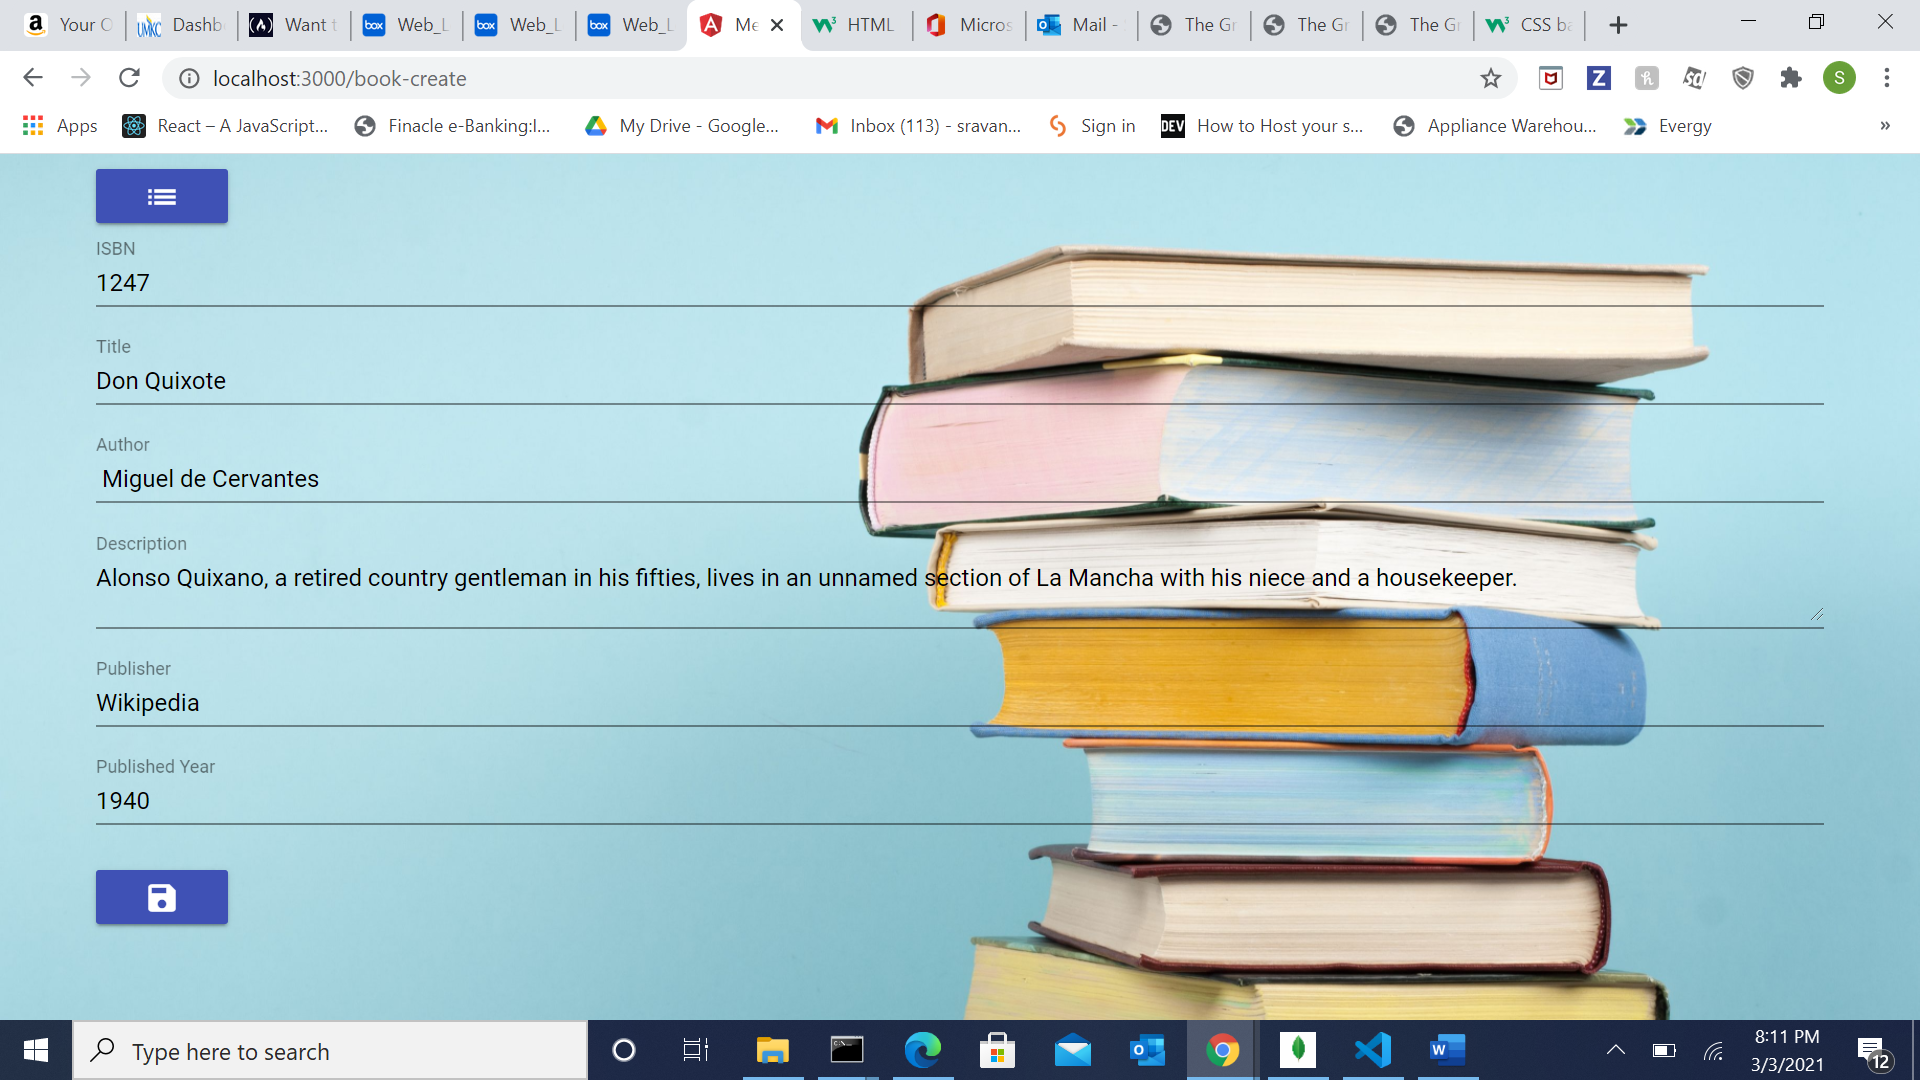 Your O
Dashb
Want t
Web_L
Web_L
Web_L
Me
HTML
Micros
Mail -
The Gr
The Gr
The Gr
CSS ba
localhost:3000/book-create
Apps
React – A JavaScript...
Finacle e-Banking:I...
My Drive - Google...
Inbox (113) - sravan...
Sign in
DEV
How to Host your s...
Appliance Warehou...
Evergy
»
ISBN
1247
Title
Don Quixote
Author
Miguel de Cervantes
Description
Alonso Quixano, a retired country gentleman in his fifties, lives in an unnamed section of La Mancha with his niece and a housekeeper.
Publisher
Wikipedia
Published Year
1940
Type here to search
8:11 PM
3/3/2021
12